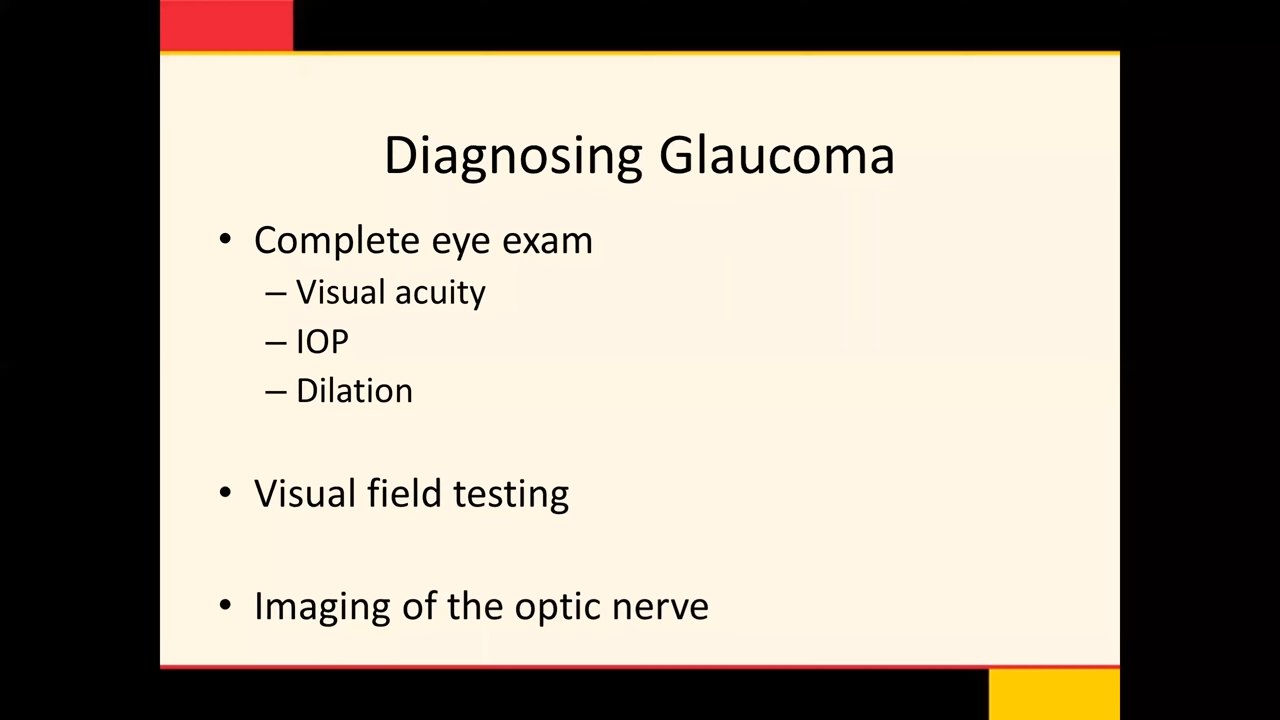 Diagnosing Glaucoma
• Complete eye exam
– Visual acuity
– IOP
– Dilation
• Visual field testing
• Imaging of the optic nerve